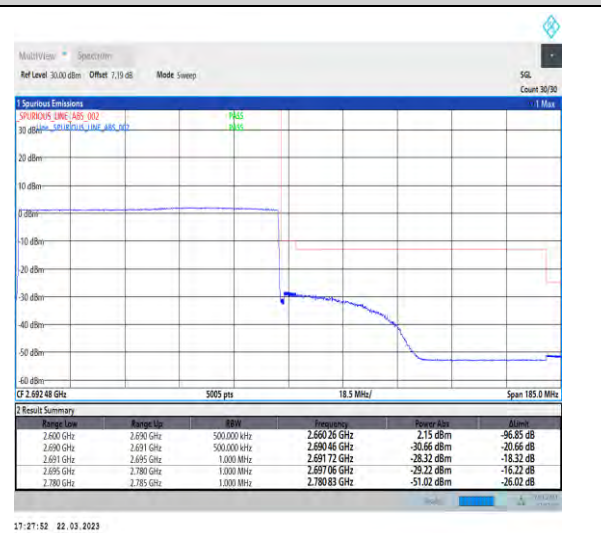 MultiView Spectrum
Ref Level 30.00 dBm Offset 7.19 dB Mode Sweep SGL
Count 30/30
1 Spurious Emissions 1 Max
_SPURIOUS_LINE_ABS_002 PASS
30 dBm Line _SPURIOUS_LINE_ABS_002 PASS
20 dBm
10 dBm
0 dBm
-10 dBm
-20 dBm
-30 dBm
-40 dBm
-50 dBm
-60 dBm
CF 2.692 48 GHz 5005 pts 18.5 MHz/ Span 185.0 MHz
2 Result Summary
Range Low Range Up RBW Frequency Power Abs ΔLimit
2.600 GHz 2.690 GHz 500.000 kHz 2.660 26 GHz 2.15 dBm -96.85 dB
2.690 GHz 2.691 GHz 500.000 kHz 2.690 46 GHz -30.66 dBm -20.66 dB
2.691 GHz 2.695 GHz 1.000 MHz 2.691 72 GHz -28.32 dBm -18.32 dB
2.695 GHz 2.780 GHz 1.000 MHz 2.697 06 GHz -29.22 dBm -16.22 dB
2.780 GHz 2.785 GHz 1.000 MHz 2.780 83 GHz -51.02 dBm -26.02 dB
17:27:52 22.03.2023